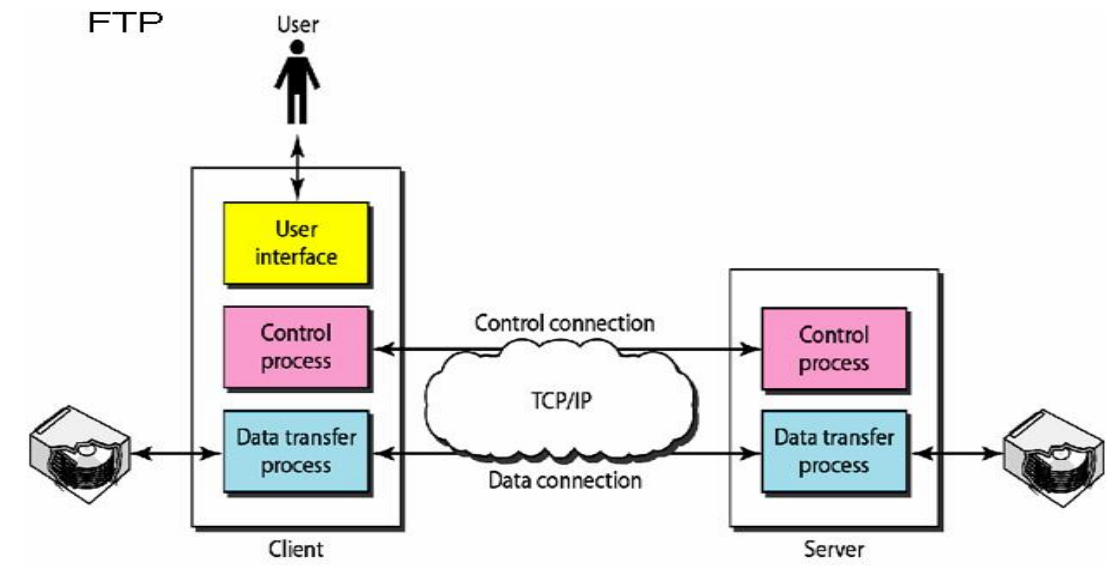 FTP
User
User
interface
Control
process
Data transfer
process
Client
Control connection
TCP/IP
Data connection
Control
process
Data transfer
process
Server